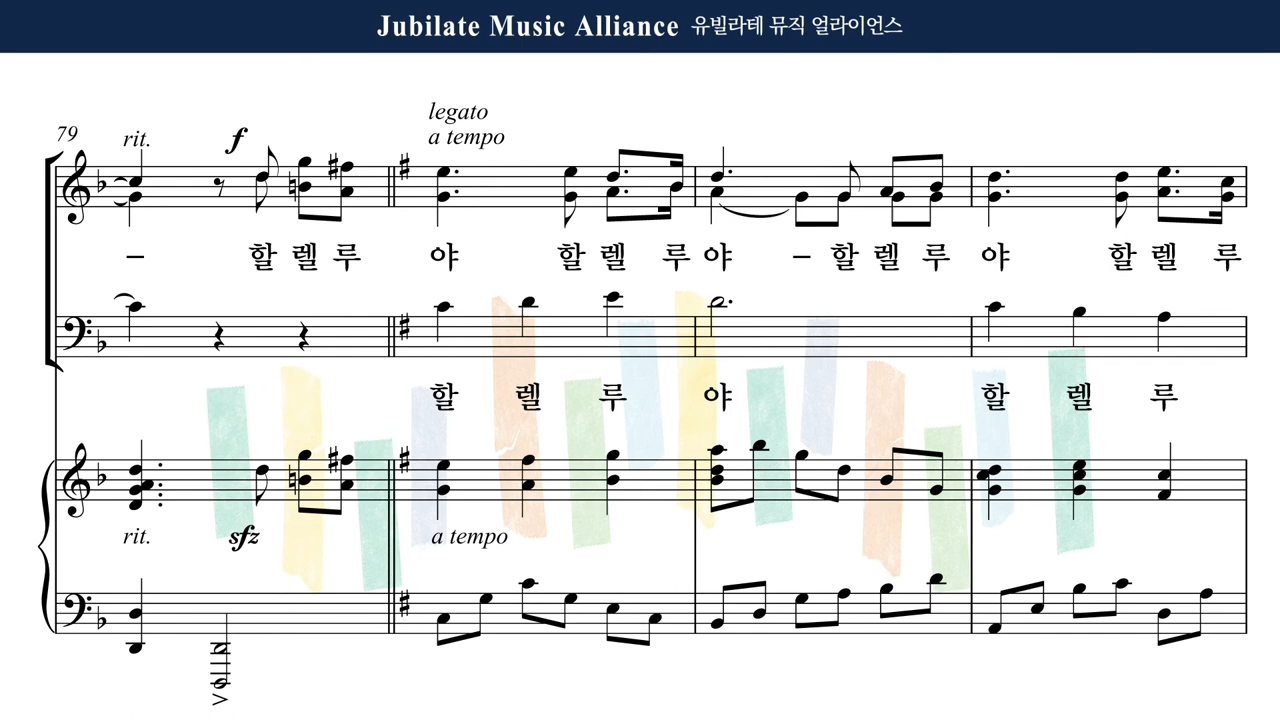 Jubilate Music Alliance 유빌라테 뮤직 얼라이언스
legato
79 rit. f a tempo
– 할 렐 루 야 할 렐 루 야 – 할 렐 루 야 할 렐 루
할 렐 루 야 할 렐 루
rit. sfz a tempo